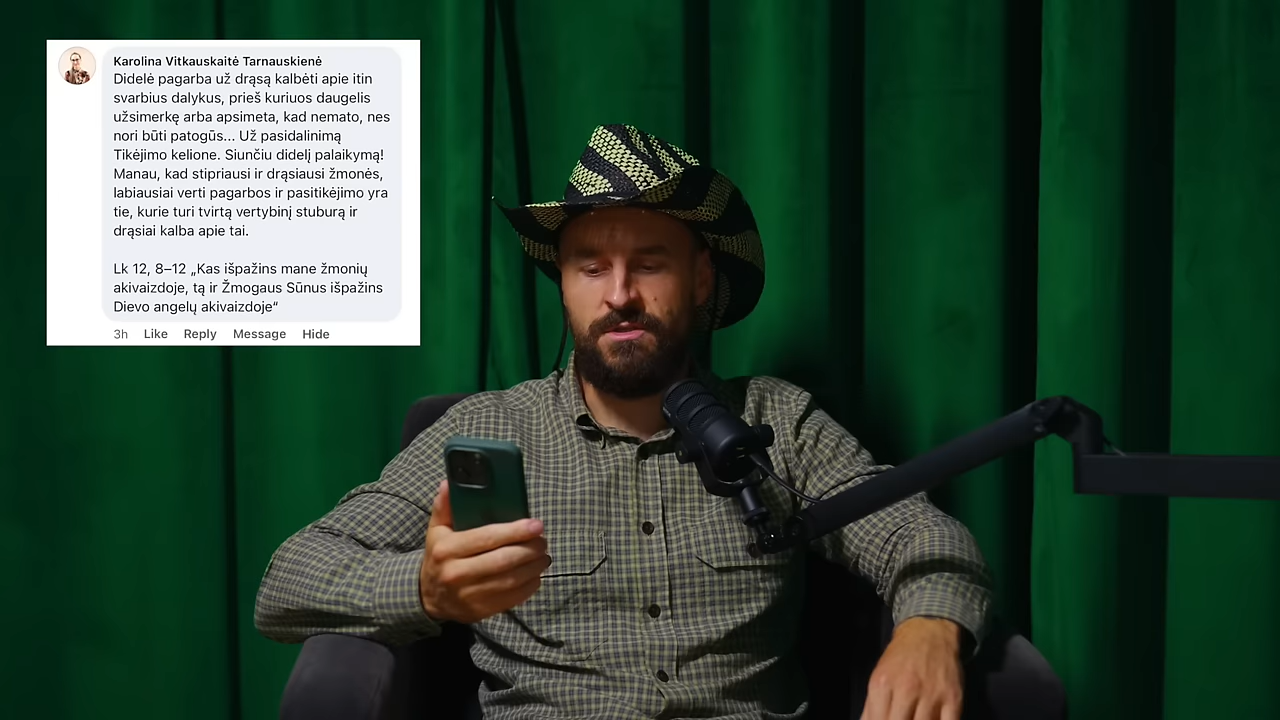 Karolina Vitkauskaitė Tarnauskienė
Didelė pagarba už drąsą kalbėti apie itin
svarbius dalykus, prieš kuriuos daugelis
užsimerkę arba apsimeta, kad nemato, nes
nori būti patogūs... Už pasidalinimą
Tikėjimo kelione. Siunčiu didelį palaikymą!
Manau, kad stipriausi ir drąsiausi žmonės,
labiausiai verti pagarbos ir pasitikėjimo yra
tie, kurie turi tvirtą vertybinį stuburą ir
drąsiai kalba apie tai.
Lk 12, 8–12 „Kas išpažins mane žmonių
akivaizdoje, tą ir Žmogaus Sūnus išpažins
Dievo angelų akivaizdoje“
3h Like Reply Message Hide